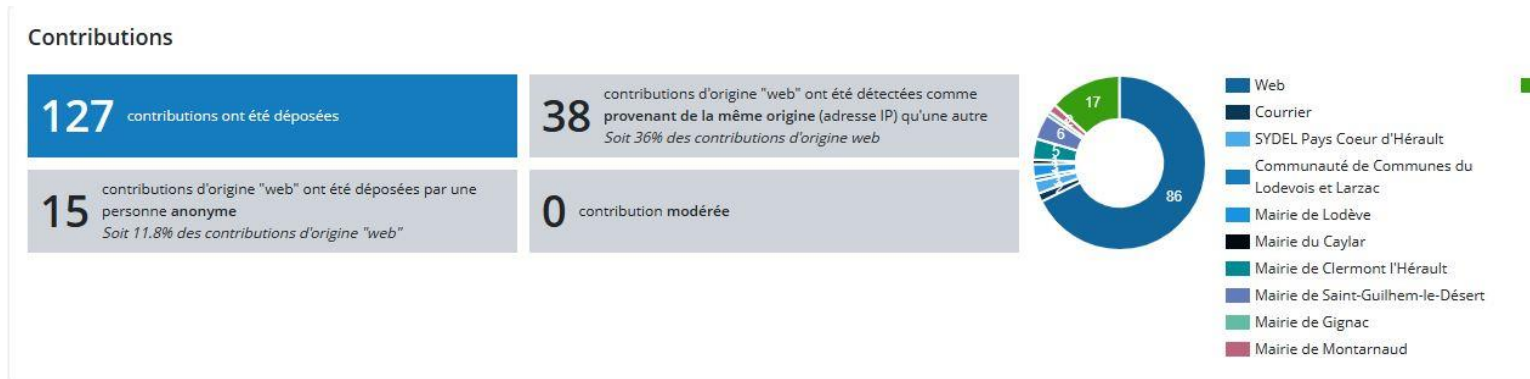 Contributions
127 contributions ont été déposées
38 contributions d'origine "web" ont été détectées comme
provenant de la même origine (adresse IP) qu'une autre
Soit 36% des contributions d'origine web
15 contributions d'origine "web" ont été déposées par une
personne anonyme
Soit 11.8% des contributions d'origine "web"
0 contribution modérée
17
6
5
86
Web
Courrier
SYDEL Pays Coeur d'Hérault
Communauté de Communes du
Lodevois et Larzac
Mairie de Lodève
Mairie du Caylar
Mairie de Clermont l'Hérault
Mairie de Saint-Guilhem-le-Désert
Mairie de Gignac
Mairie de Montarnaud